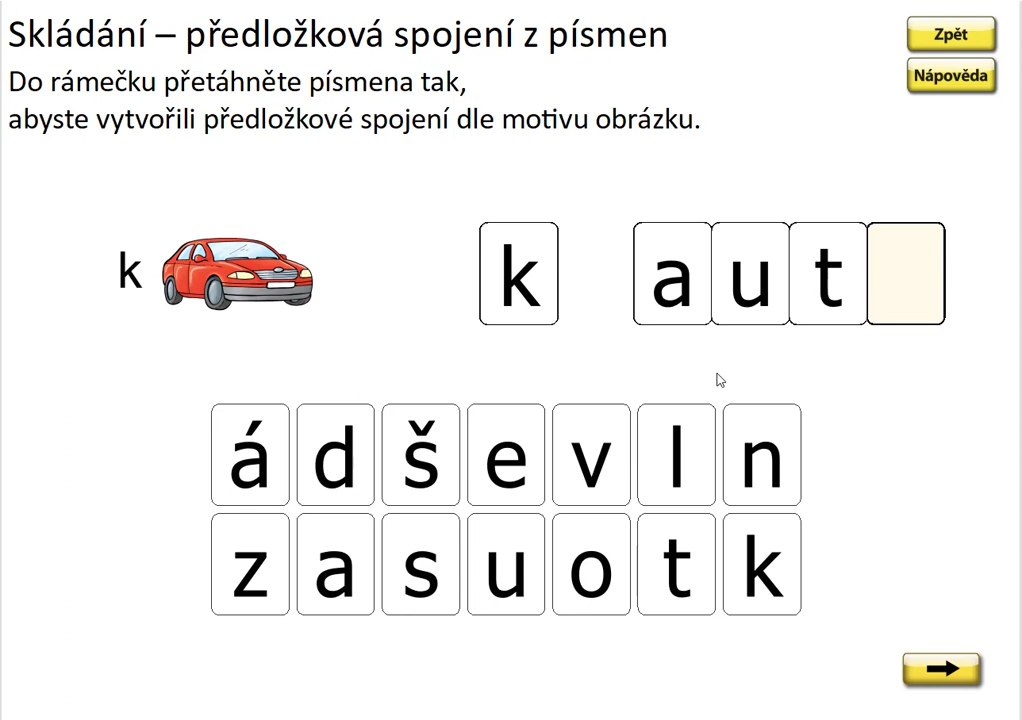 Skládání – předložková spojení z písmen
Zpět
Do rámečku přetáhněte písmena tak,
Nápověda
abyste vytvořili předložkové spojení dle motivu obrázku.
k
k a u t
á d š e v l n
z a s u o t k